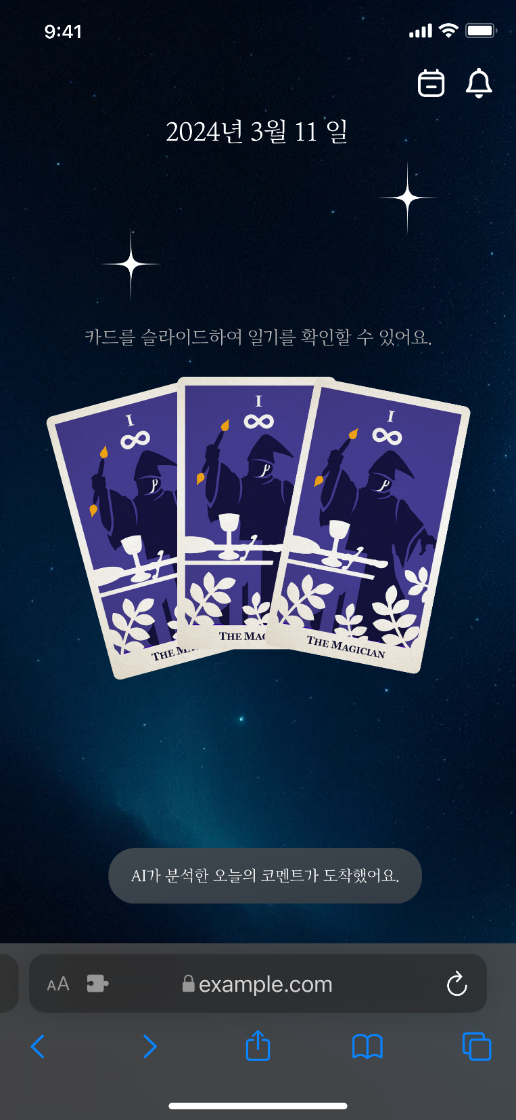 9:41
2024년 3월 11 일
카드를 슬라이드하여 일기를 확인할 수 있어요.
I
I
I
THE M
THE MAG
THE MAGICIAN
AI가 분석한 오늘의 코멘트가 도착했어요.
AA
example.com